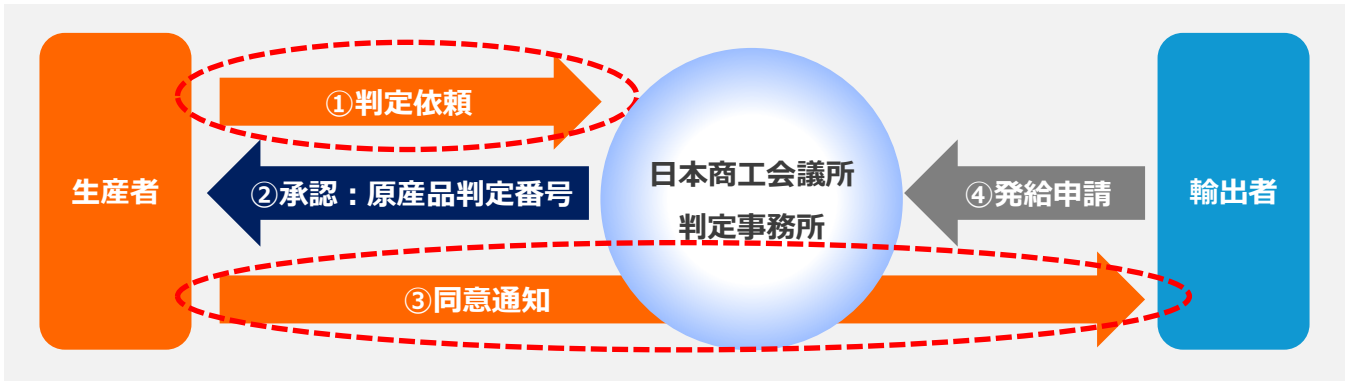 ①判定依頼
生産者
②承認：原産品判定番号
日本商工会議所
判定事務所
④発給申請
輸出者
③同意通知